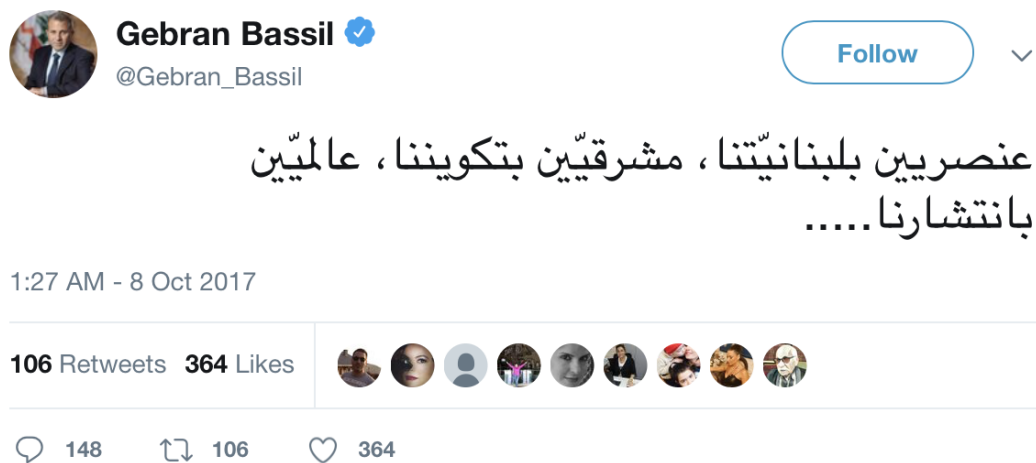 Gebran Bassil
@Gebran_Bassil
Follow
عنصريين بلبنانيّتنا، مشرقيّين بتكويننا، عالميّين
بانتشارنا.....
1:27 AM - 8 Oct 2017
106 Retweets 364 Likes
148 106 364